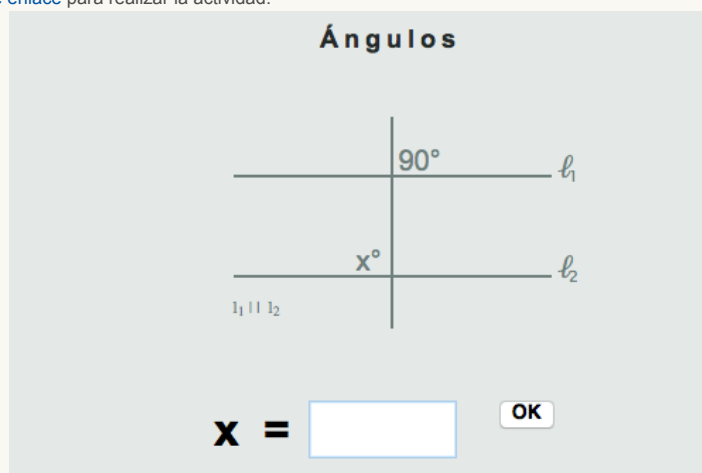 enlace para realizar la actividad.
Ángulos
90°
ℓ1
x°
ℓ2
l1 || l2
x =
OK